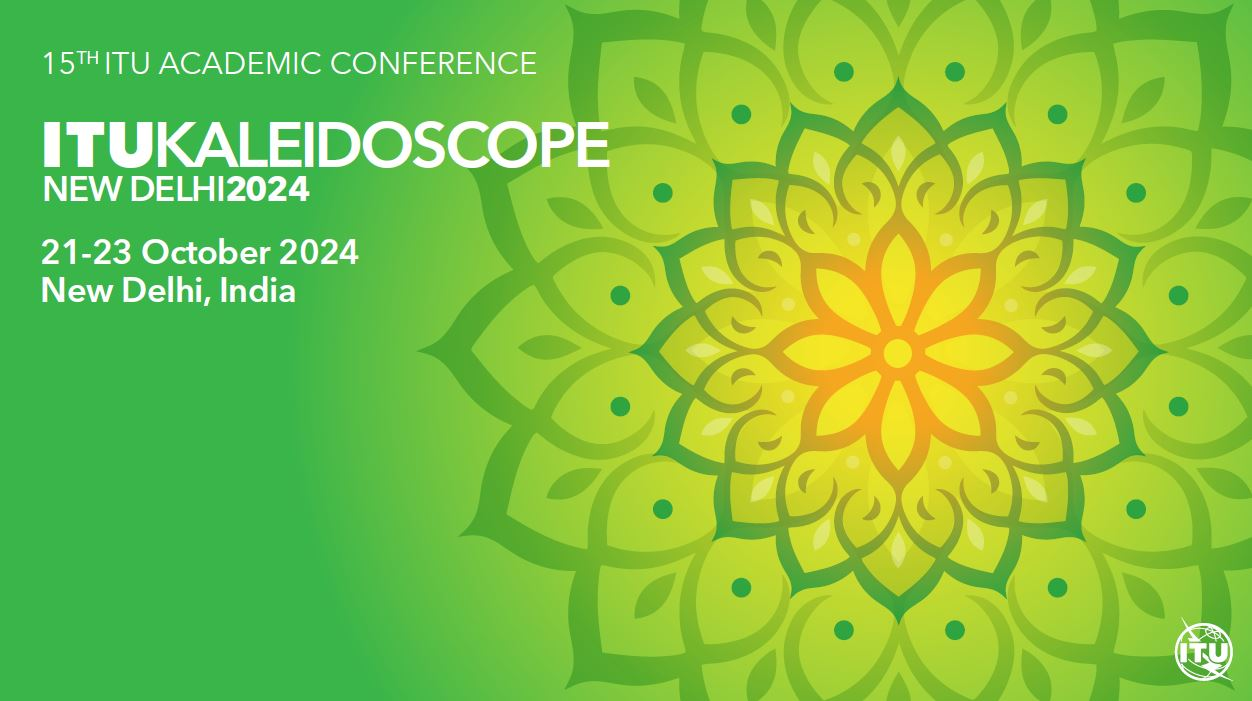 15TH ITU ACADEMIC CONFERENCE
ITUKALEIDOSCOPE
NEW DELHI2024
21-23 October 2024
New Delhi, India
ITU